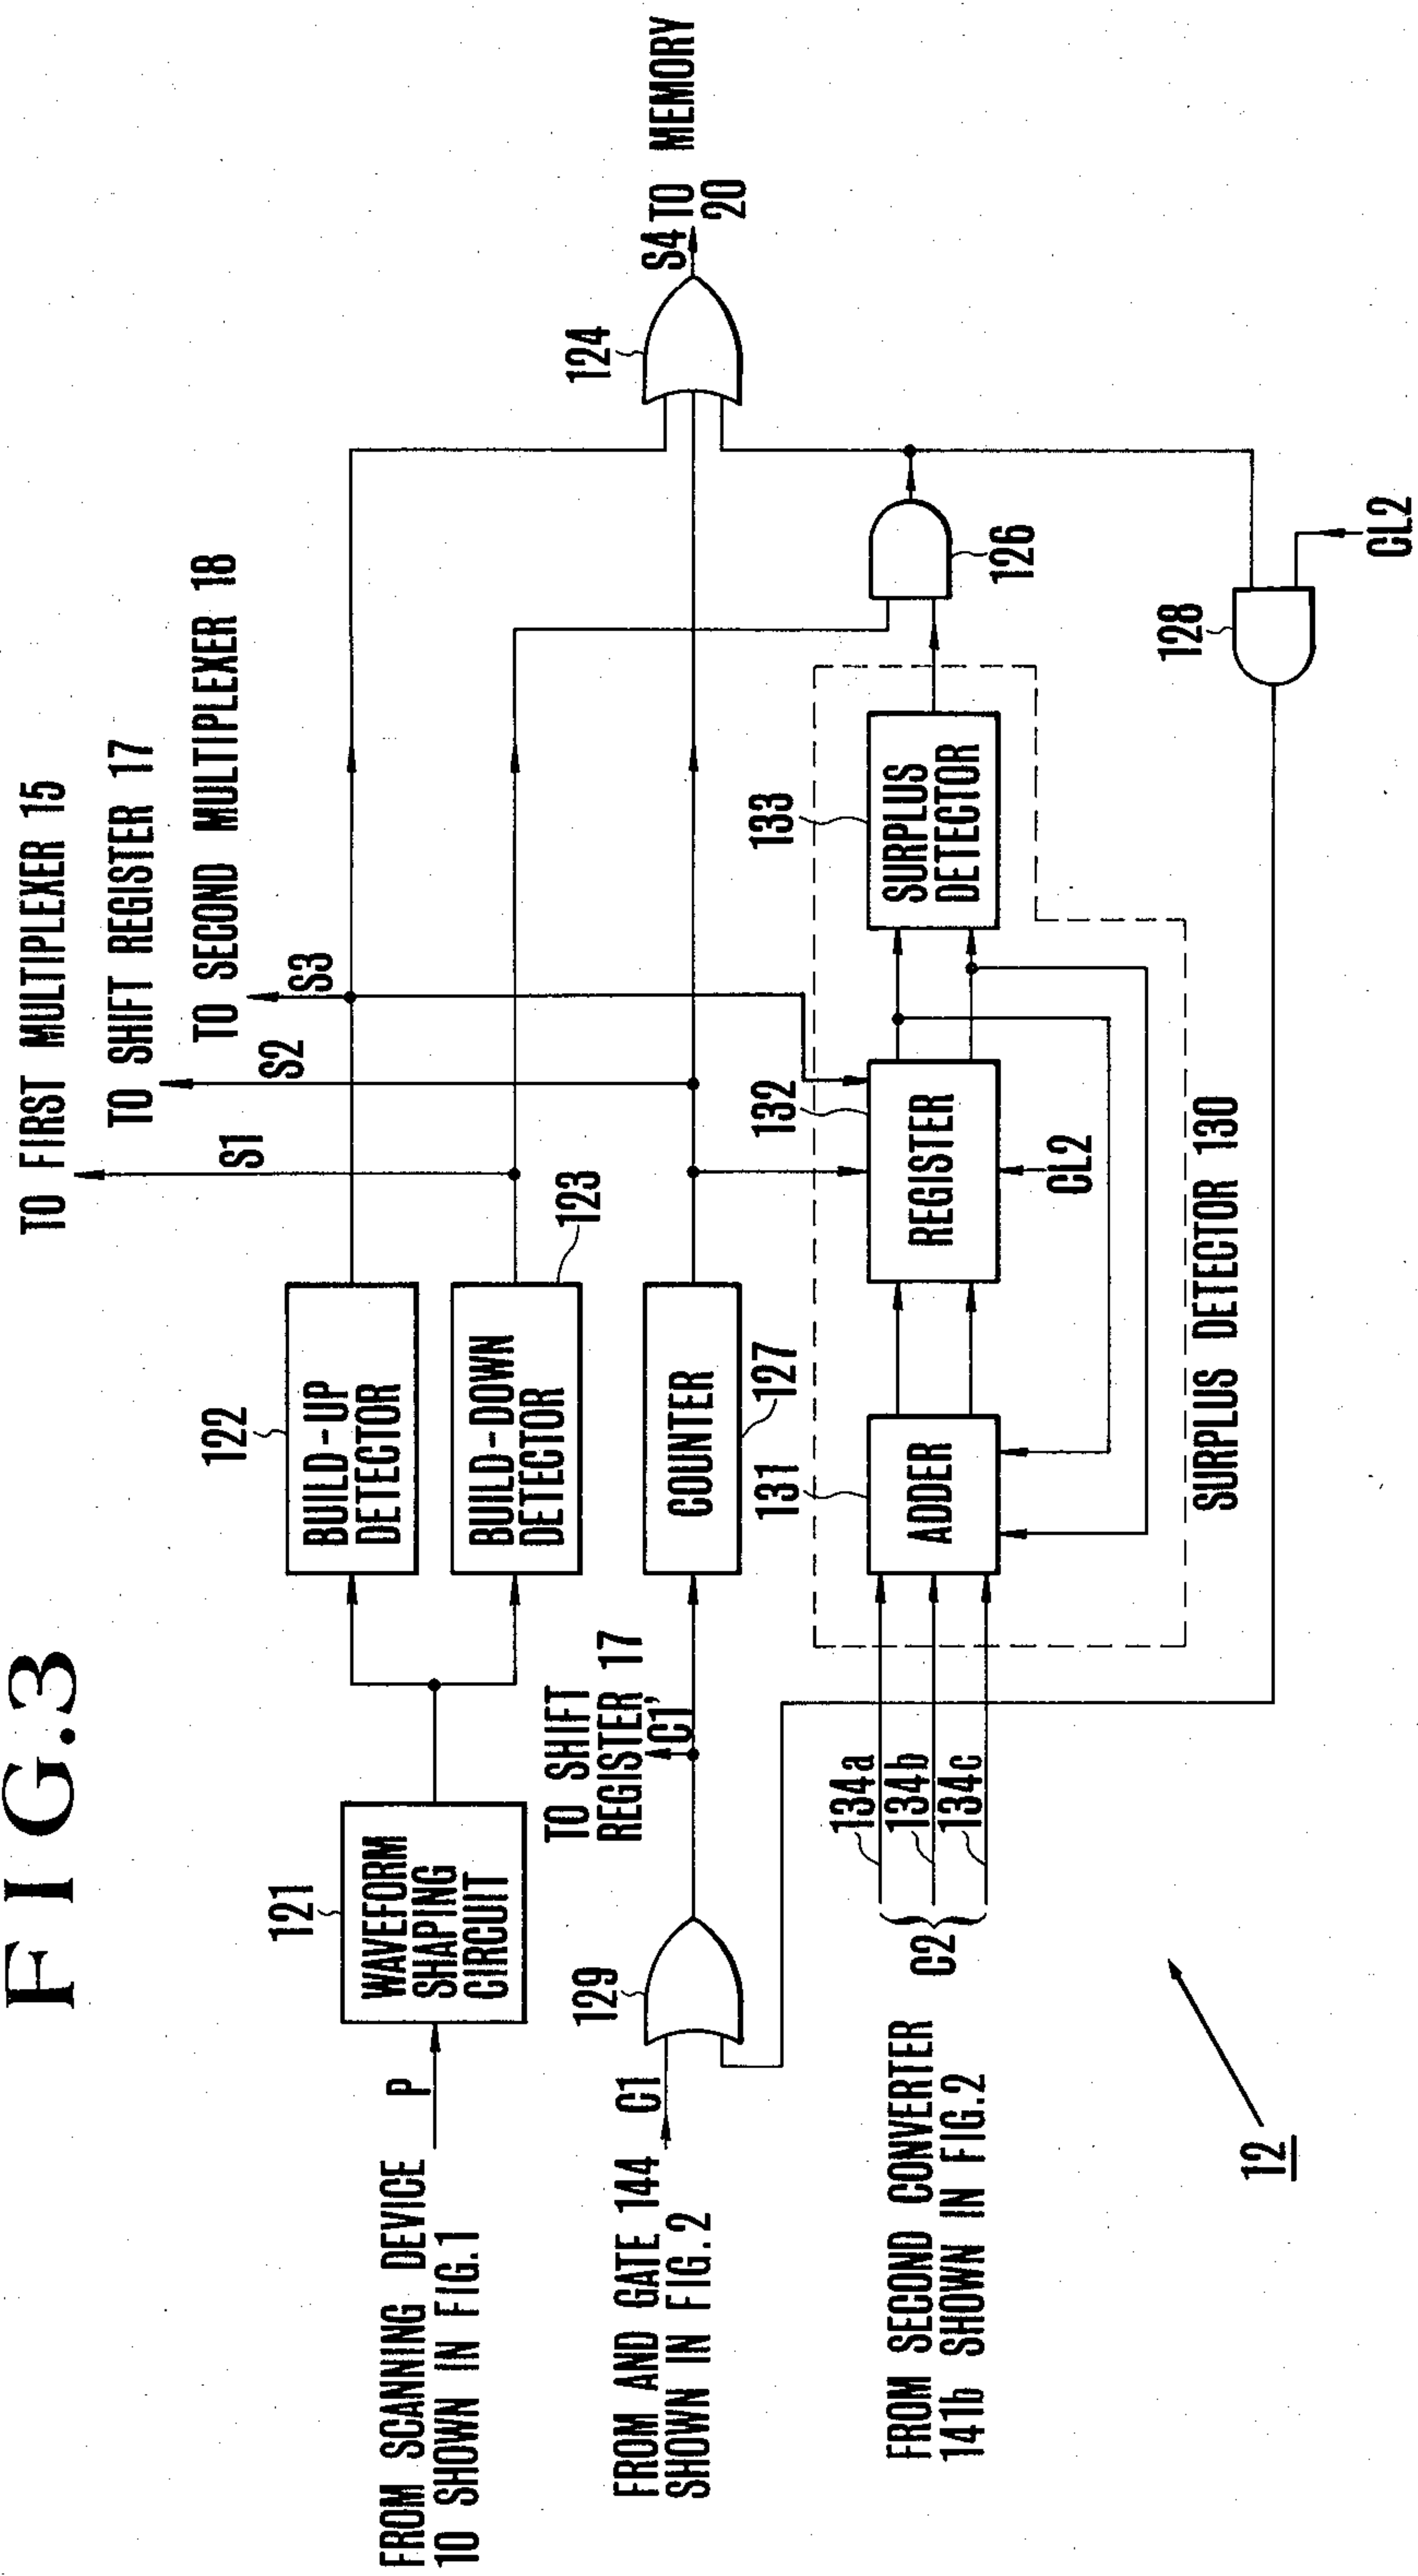 FIG.3
TO FIRST MULTIPLEXER 15
TO SHIFT REGISTER 17
TO SECOND MULTIPLEXER 18
S1
S2
S3
FROM SCANNING DEVICE
10 SHOWN IN FIG.1
P
121
WAVEFORM
SHAPING
CIRCUIT
122
BUILD-UP
DETECTOR
BUILD-DOWN
DETECTOR
123
124
S4
TO MEMORY
20
FROM AND GATE 144
SHOWN IN FIG.2
C1
129
TO SHIFT
REGISTER 17
C1'
COUNTER
127
126
FROM SECOND CONVERTER
141b SHOWN IN FIG.2
C2
134a
134b
134c
131
ADDER
132
REGISTER
CL2
133
SURPLUS
DETECTOR
SURPLUS DETECTOR 130
128
CL2
12